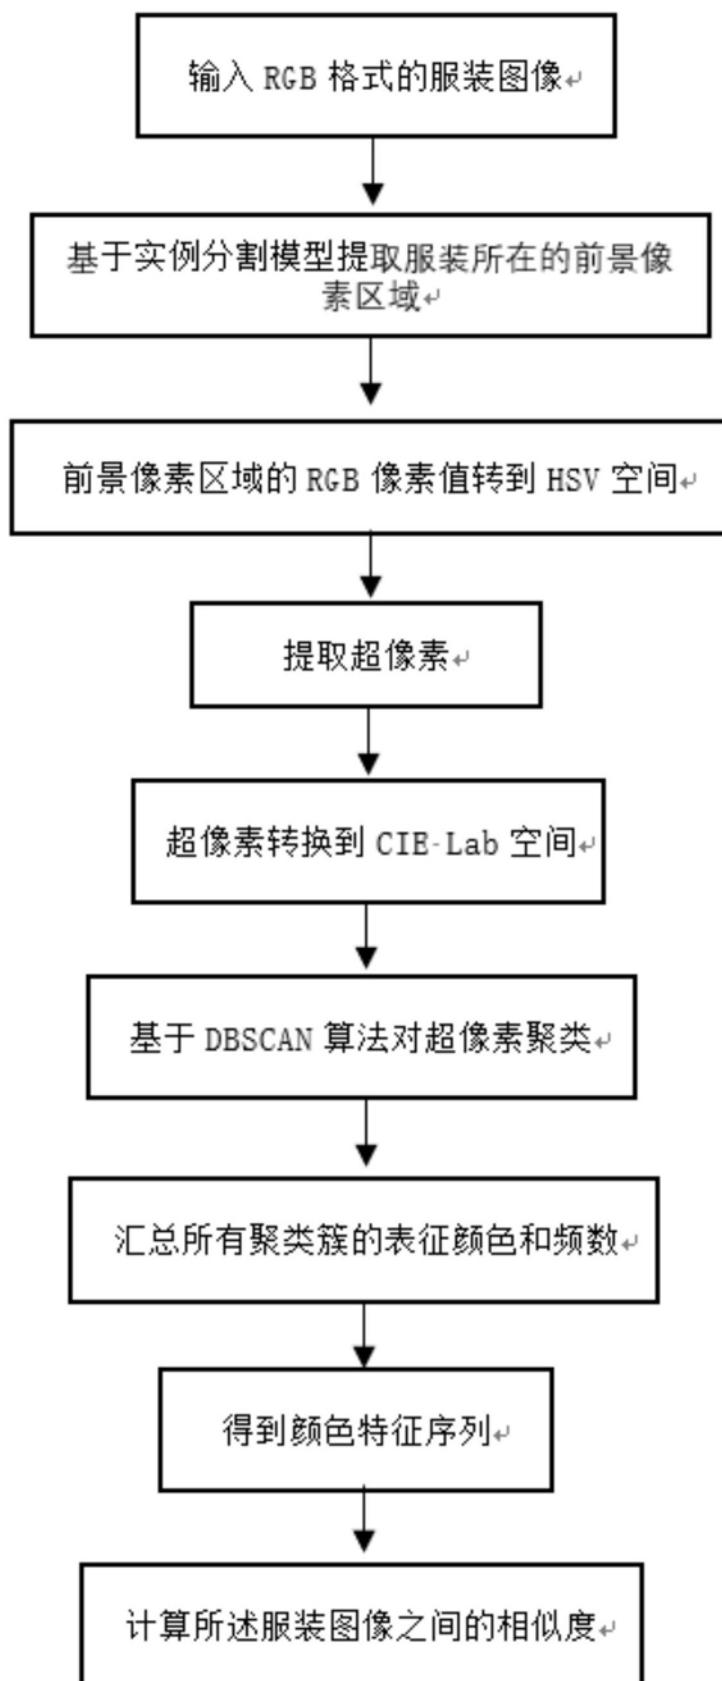 输入 RGB 格式的服装图像↵
基于实例分割模型提取服装所在的前景像
素区域↵
前景像素区域的 RGB 像素值转到 HSV 空间↵
提取超像素↵
超像素转换到 CIE-Lab 空间↵
基于 DBSCAN 算法对超像素聚类↵
汇总所有聚类簇的表征颜色和频数↵
得到颜色特征序列↵
计算所述服装图像之间的相似度↵